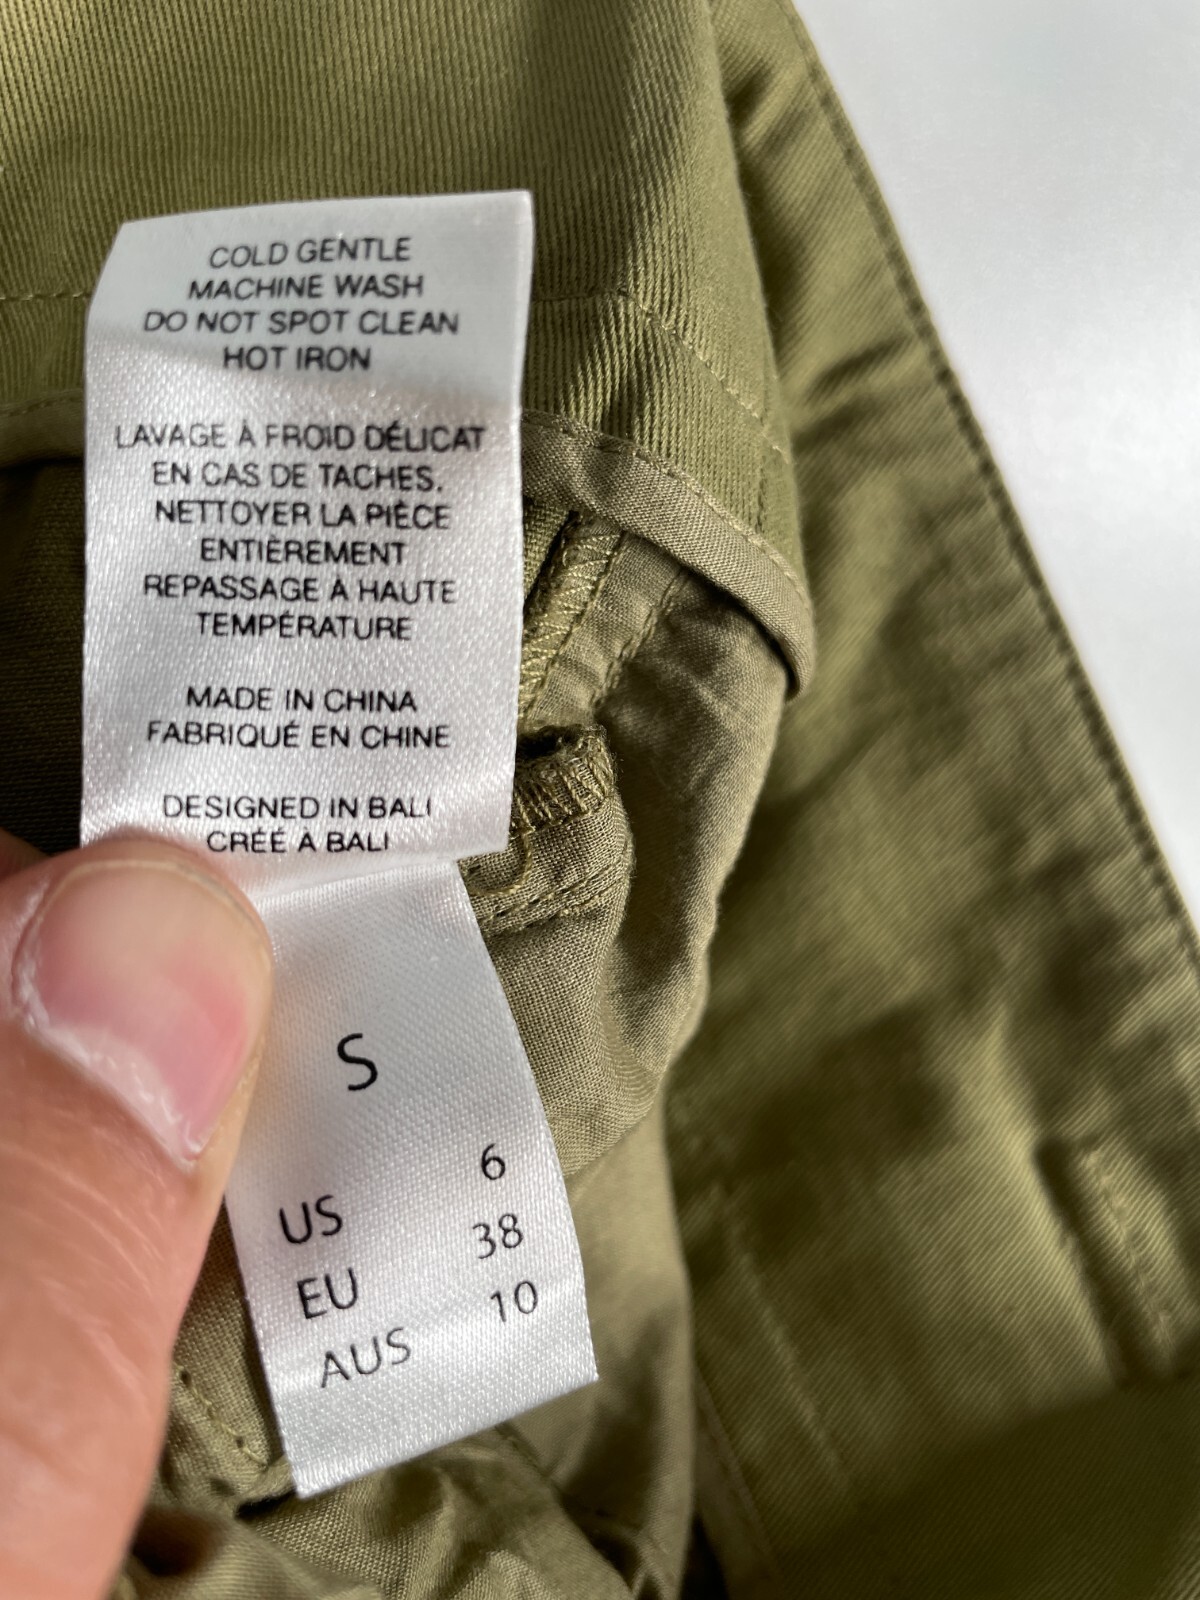 COLD GENTLE
MACHINE WASH
DO NOT SPOT CLEAN
HOT IRON
LAVAGE À FROID DÉLICAT
EN CAS DE TACHES.
NETTOYER LA PIÈCE
ENTIÈREMENT
REPASSAGE À HAUTE
TEMPÉRATURE
MADE IN CHINA
FABRIQUÉ EN CHINE
DESIGNED IN BALI
CRÉÉ À BALI
S
US 6
EU 38
AUS 10